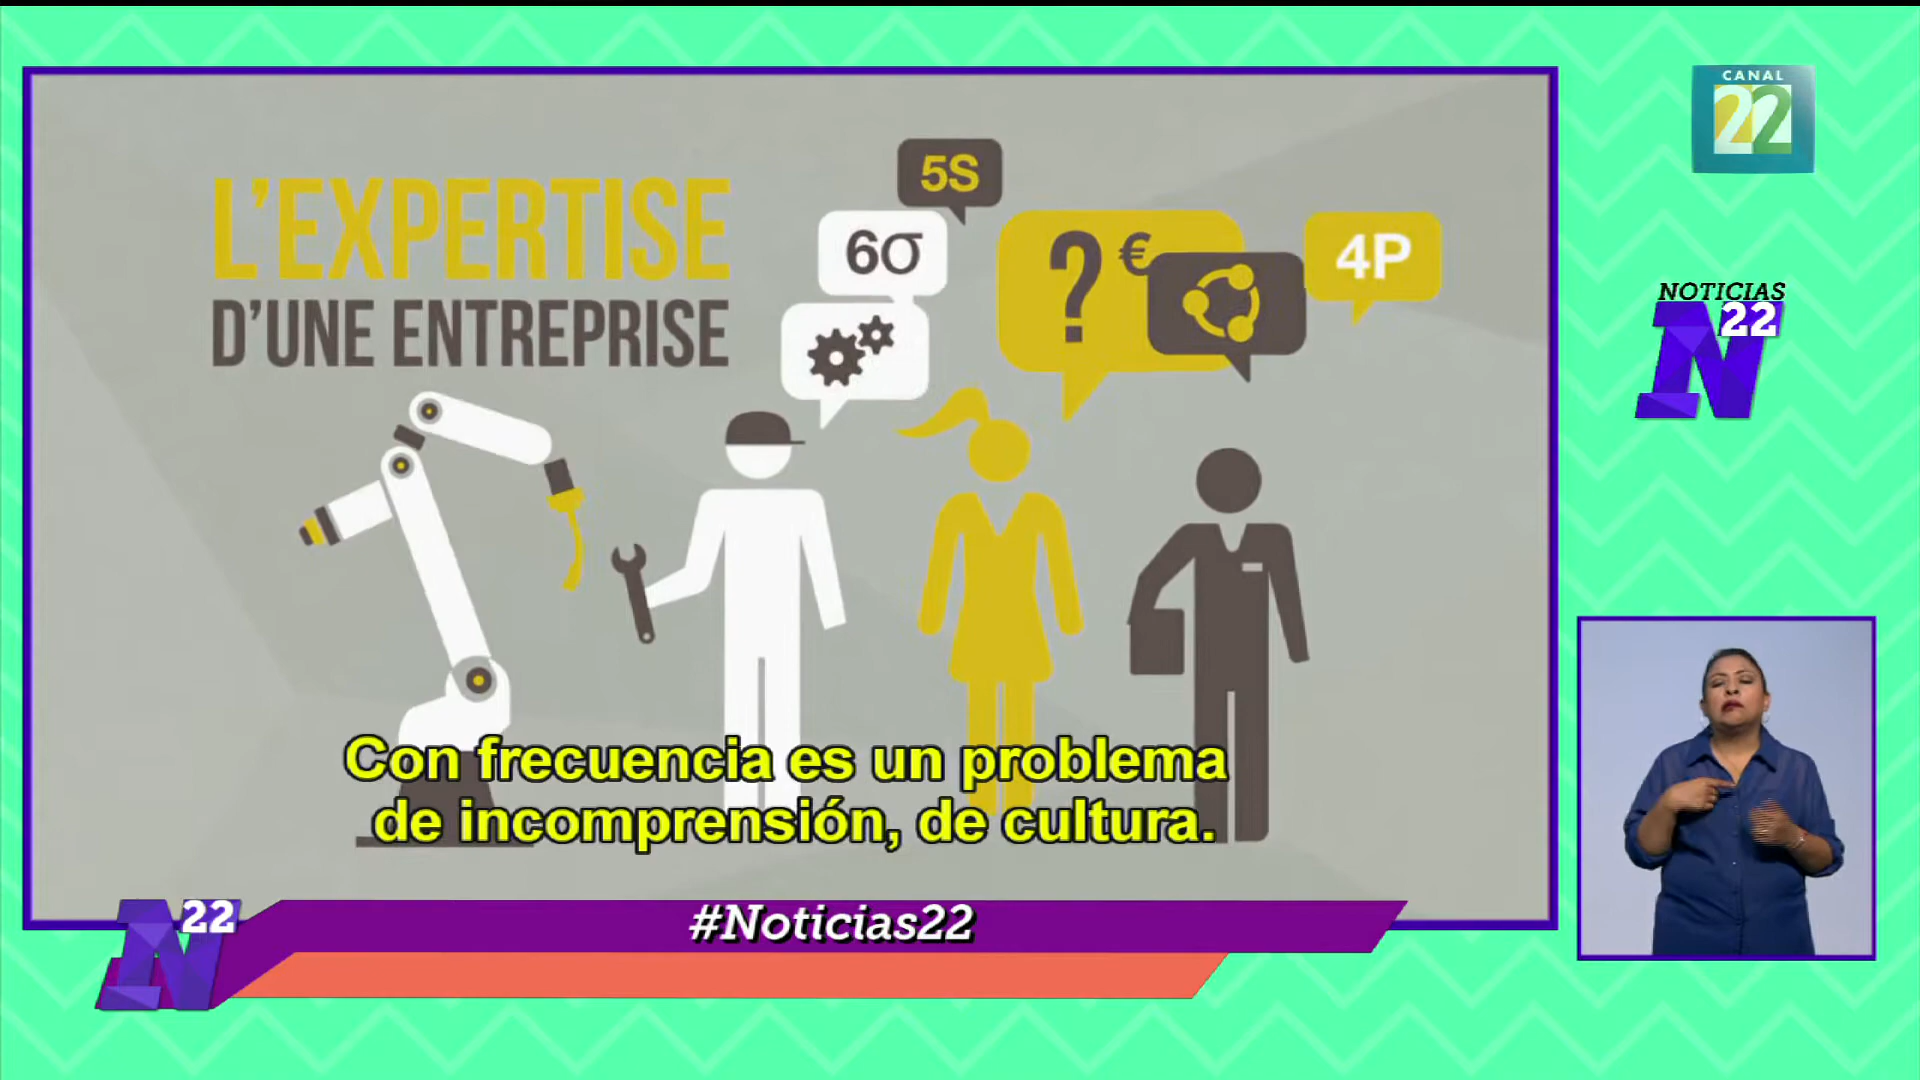 CANAL
22
L'EXPERTISE
D'UNE ENTREPRISE
5S
6σ
? €
4P
NOTICIAS
22
N
Con frecuencia es un problema
de incomprensión, de cultura.
N 22
#Noticias22